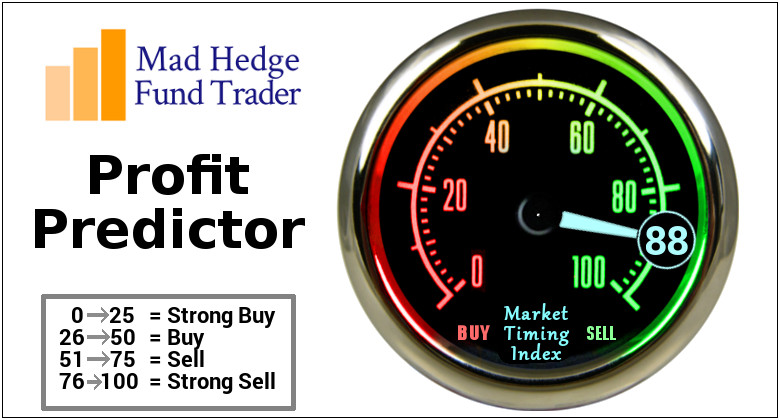 Mad Hedge
Fund Trader
Profit
Predictor
0→25 = Strong Buy
26→50 = Buy
51→75 = Sell
76→100 = Strong Sell
40
60
20
80
88
0
100
BUY
Market
Timing
Index
SELL